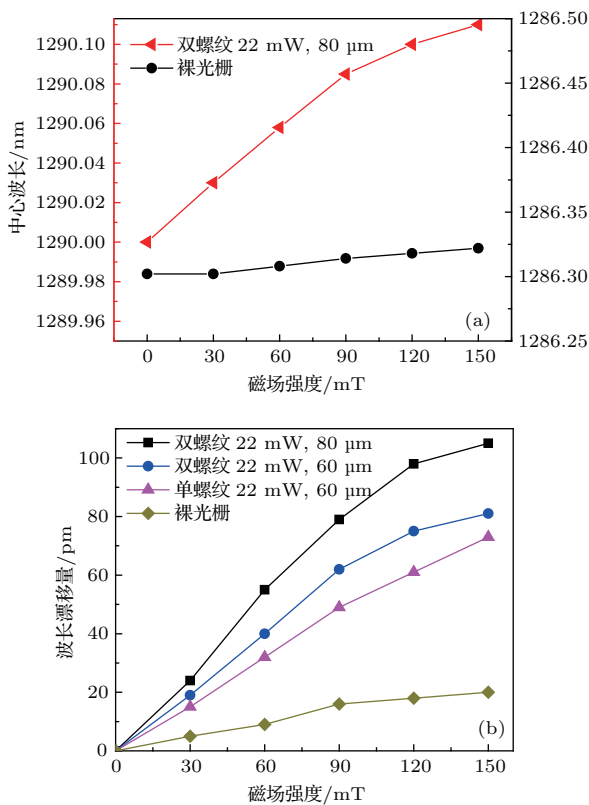 双螺纹 22 mW, 80 µm
裸光栅
中心波长/nm
1290.10
1290.08
1290.06
1290.04
1290.02
1290.00
1289.98
1289.96
1286.50
1286.45
1286.40
1286.35
1286.30
1286.25
(a)
0 30 60 90 120 150
磁场强度/mT
双螺纹 22 mW, 80 µm
双螺纹 22 mW, 60 µm
单螺纹 22 mW, 60 µm
裸光栅
波长漂移量/pm
100
80
60
40
20
0
(b)
0 30 60 90 120 150
磁场强度/mT